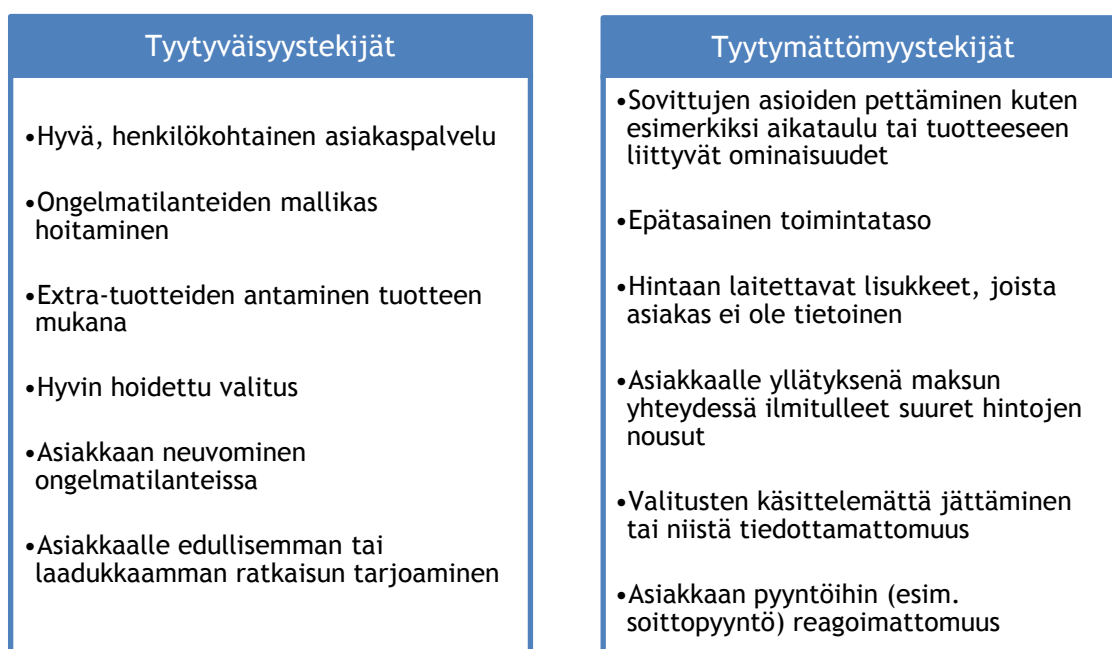 Tyytyväisyystekijät
•Hyvä, henkilökohtainen asiakaspalvelu
•Ongelmatilanteiden mallikas
hoitaminen
•Extra-tuotteiden antaminen tuotteen
mukana
•Hyvin hoidettu valitus
•Asiakkaan neuvominen
ongelmatilanteissa
•Asiakkaalle edullisemman tai
laadukkaamman ratkaisun tarjoaminen
Tyytymättömyystekijät
•Sovittujen asioiden pettäminen kuten
esimerkiksi aikataulu tai tuotteeseen
liittyvät ominaisuudet
•Epätasainen toimintataso
•Hintaan laitettavat lisukkeet, joista
asiakas ei ole tietoinen
•Asiakkaalle yllätyksenä maksun
yhteydessä ilmitulleet suuret hintojen
nousut
•Valitusten käsittelemättä jättäminen
tai niistä tiedottamattomuus
•Asiakkaan pyyntöihin (esim.
soittopyyntö) reagoimattomuus